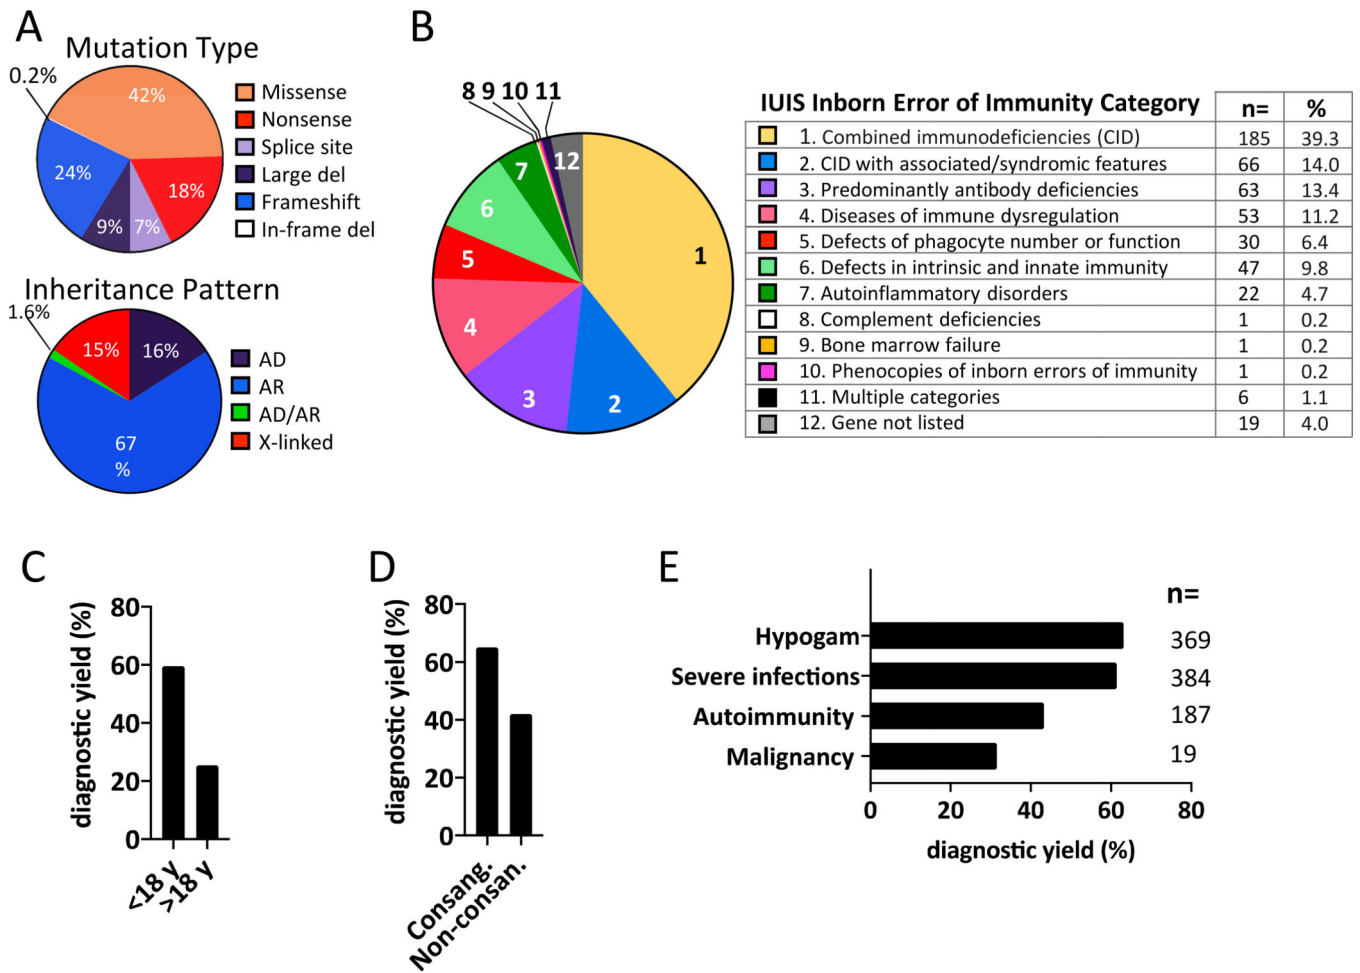 A
Mutation Type
0.2%
42%
24%
18%
9%
7%
Missense
Nonsense
Splice site
Large del
Frameshift
In-frame del
Inheritance Pattern
1.6%
15%
16%
67
%
AD
AR
AD/AR
X-linked
B
8 9 10 11
12
7
6
5
4
3
2
1
IUIS Inborn Error of Immunity Category n= %
1. Combined immunodeficiencies (CID) 185 39.3
2. CID with associated/syndromic features 66 14.0
3. Predominantly antibody deficiencies 63 13.4
4. Diseases of immune dysregulation 53 11.2
5. Defects of phagocyte number or function 30 6.4
6. Defects in intrinsic and innate immunity 47 9.8
7. Autoinflammatory disorders 22 4.7
8. Complement deficiencies 1 0.2
9. Bone marrow failure 1 0.2
10. Phenocopies of inborn errors of immunity 1 0.2
11. Multiple categories 6 1.1
12. Gene not listed 19 4.0
C
diagnostic yield (%)
80
60
40
20
0
<18 y
>18 y
D
diagnostic yield (%)
80
60
40
20
0
Consang.
Non-consan.
E
n=
Hypogam 369
Severe infections 384
Autoimmunity 187
Malignancy 19
0 20 40 60 80
diagnostic yield (%)